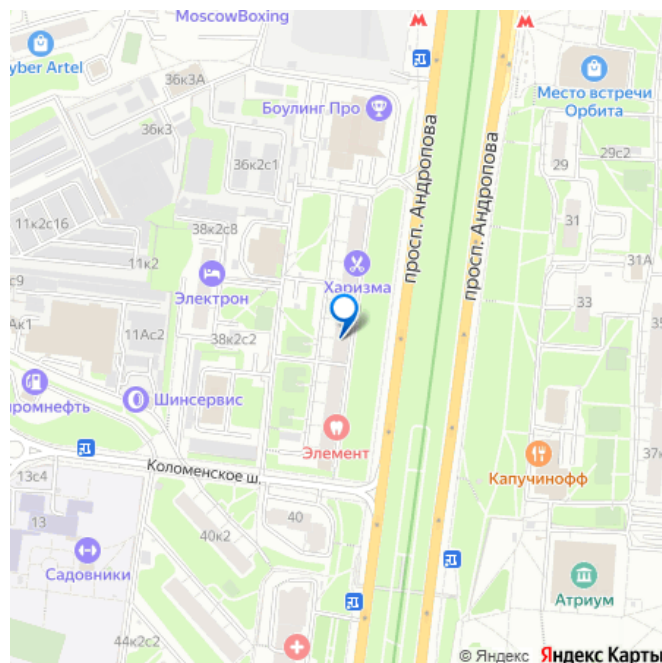 MoscowBoxing
yber Artel
36к3А
Место встречи
Орбита
Боулинг Про
36к3
просп. Андропова
просп. Андропова
29с2
29
36к2с1
11к2с16
38к2с8
31
11к2
31А
с9
Электрон
Харизма
33
Ак1
11Ас2
38к2с2
промнефть
Шинсервис
Элемент
Капучинофф
37к
Коломенское ш.
13с4
13
40
40к2
Садовники
Атриум
44к2с2
© Яндекс Яндекс Карты